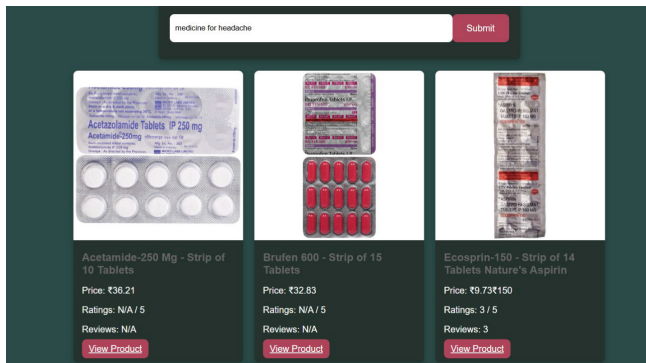 medicine for headache
Submit
Acetazolamide Tablets IP 250 mg
Acetamide-250mg
Acetamide-250 Mg - Strip of
10 Tablets
Price: ₹36.21
Ratings: N/A / 5
Reviews: N/A
View Product
Brufen 600 - Strip of 15
Tablets
Price: ₹32.83
Ratings: N/A / 5
Reviews: N/A
View Product
Ecosprin-150 - Strip of 14
Tablets Nature's Aspirin
Price: ₹9.73₹150
Ratings: 3 / 5
Reviews: 3
View Product